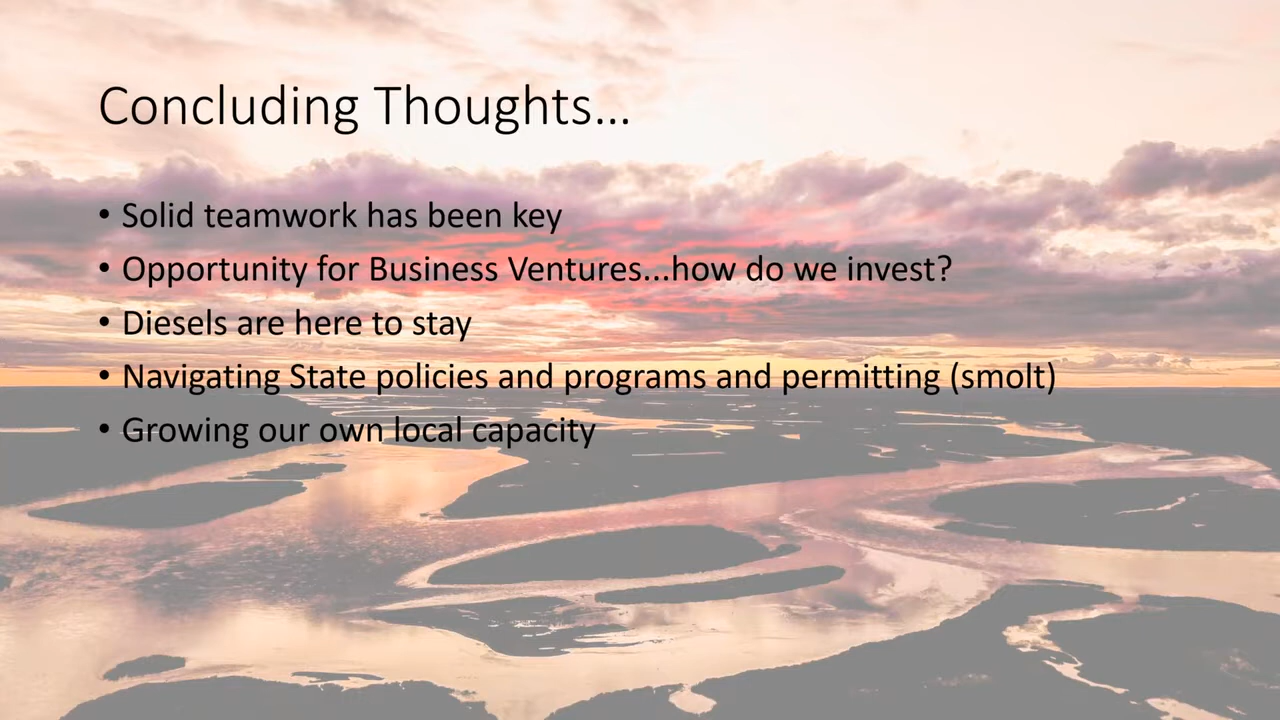 Concluding Thoughts...
• Solid teamwork has been key
• Opportunity for Business Ventures...how do we invest?
• Diesels are here to stay
• Navigating State policies and programs and permitting (smolt)
• Growing our own local capacity